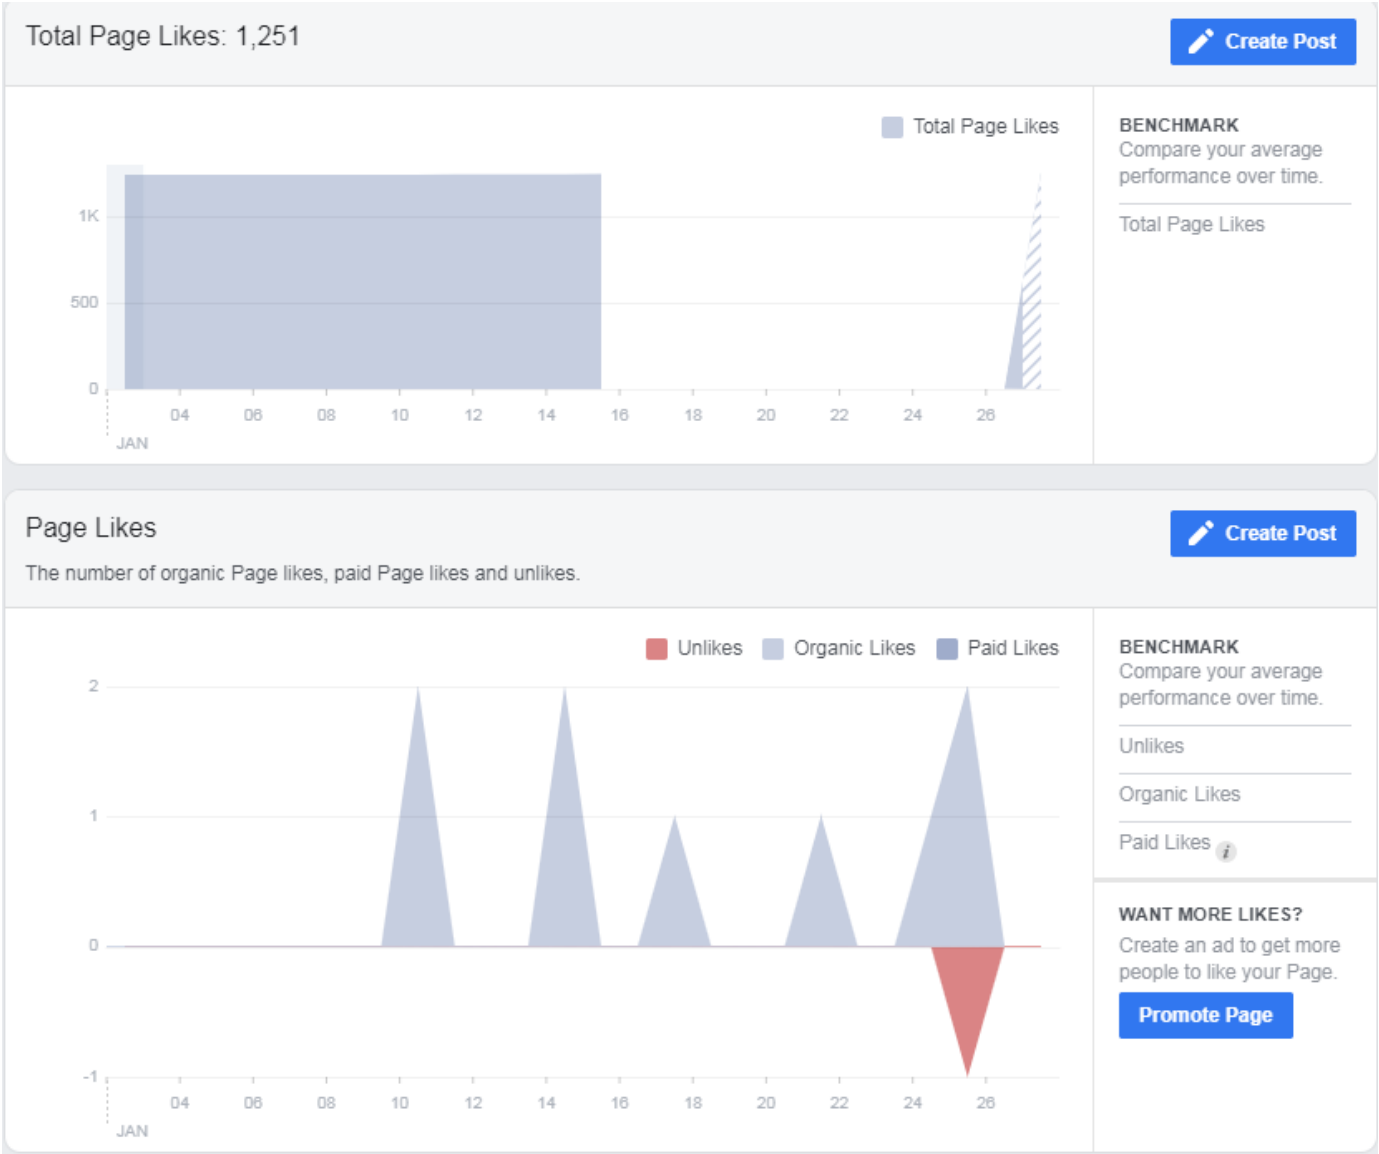 Total Page Likes: 1,251
Create Post
Total Page Likes
1K
500
0
04 06 08 10 12 14 16 18 20 22 24 26
JAN
BENCHMARK
Compare your average
performance over time.
Total Page Likes
Page Likes
The number of organic Page likes, paid Page likes and unlikes.
Create Post
Unlikes Organic Likes Paid Likes
2
1
0
-1
04 06 08 10 12 14 16 18 20 22 24 26
JAN
BENCHMARK
Compare your average
performance over time.
Unlikes
Organic Likes
Paid Likes i
WANT MORE LIKES?
Create an ad to get more
people to like your Page.
Promote Page